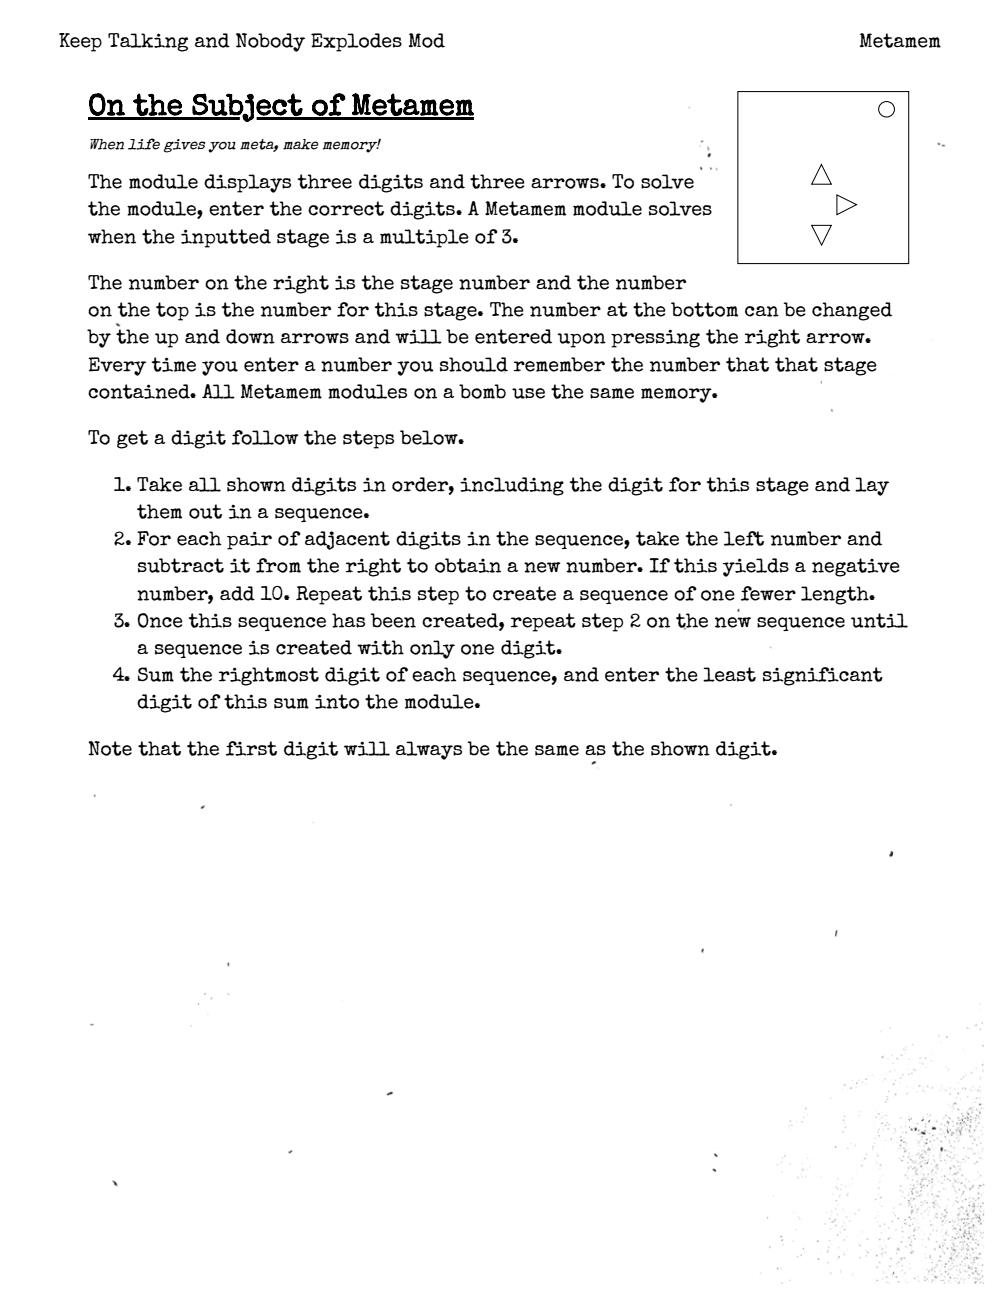 Keep Talking and Nobody Explodes Mod
Metamem
On the Subject of Metamem
When life gives you meta, make memory!
The module displays three digits and three arrows. To solve
the module, enter the correct digits. A Metamem module solves
when the inputted stage is a multiple of 3.
The number on the right is the stage number and the number
on the top is the number for this stage. The number at the bottom can be changed
by the up and down arrows and will be entered upon pressing the right arrow.
Every time you enter a number you should remember the number that that stage
contained. All Metamem modules on a bomb use the same memory.
To get a digit follow the steps below.
1. Take all shown digits in order, including the digit for this stage and lay
them out in a sequence.
2. For each pair of adjacent digits in the sequence, take the left number and
subtract it from the right to obtain a new number. If this yields a negative
number, add 10. Repeat this step to create a sequence of one fewer length.
3. Once this sequence has been created, repeat step 2 on the new sequence until
a sequence is created with only one digit.
4. Sum the rightmost digit of each sequence, and enter the least significant
digit of this sum into the module.
Note that the first digit will always be the same as the shown digit.